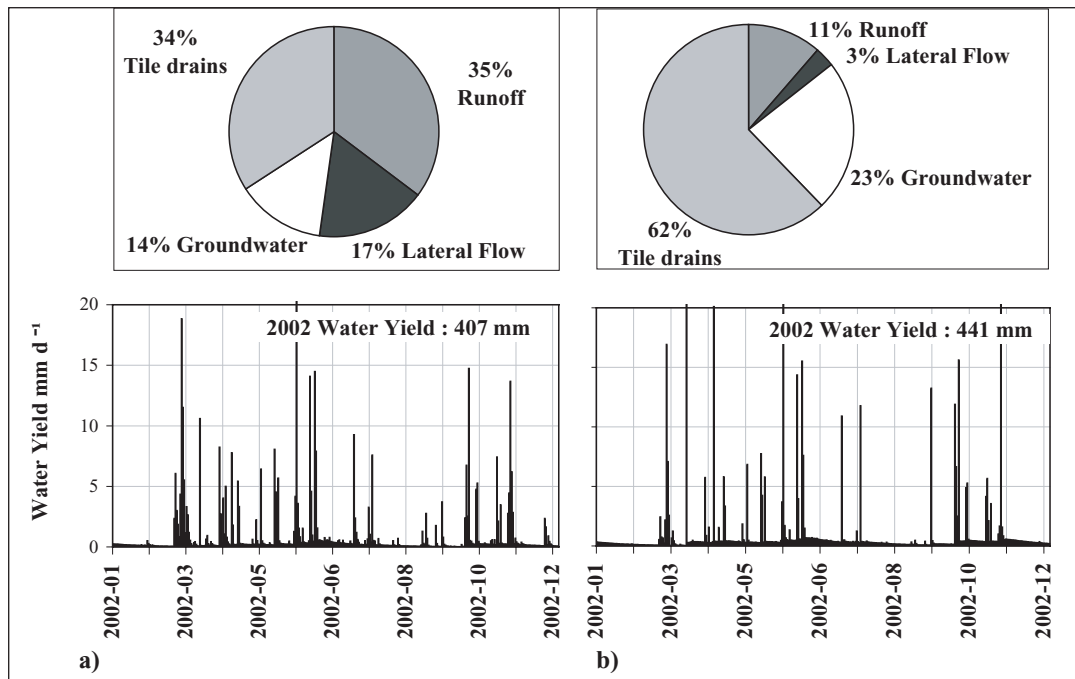 34%
Tile drains
35%
Runoff
14% Groundwater
17% Lateral Flow
11% Runoff
3% Lateral Flow
23% Groundwater
62%
Tile drains
Water Yield mm d⁻¹
20
15
10
5
0
2002 Water Yield : 407 mm
2002-01
2002-03
2002-05
2002-06
2002-08
2002-10
2002-12
a)
2002 Water Yield : 441 mm
2002-01
2002-03
2002-05
2002-06
2002-08
2002-10
2002-12
b)